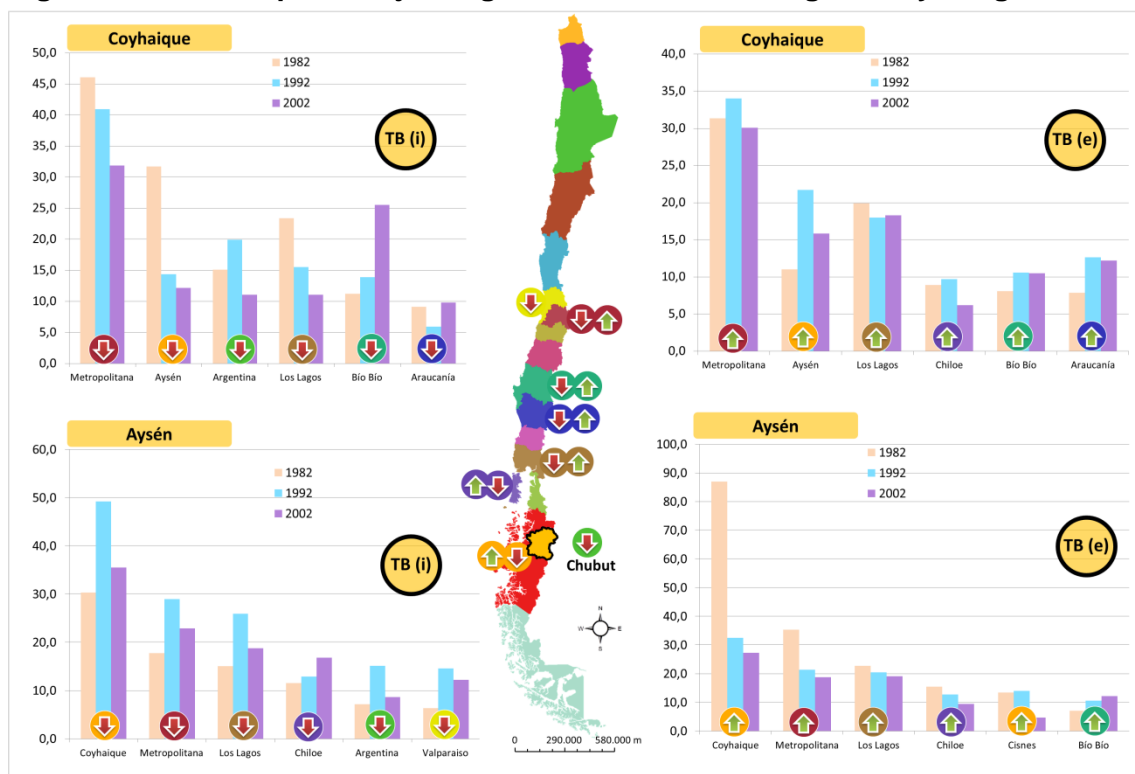 Coyhaique
50,0
45,0
40,0
35,0
30,0
25,0
20,0
15,0
10,0
5,0
0,0
1982
1992
2002
TB (i)
Metropolitana Aysén Argentina Los Lagos Bío Bío Araucanía
Aysén
60,0
50,0
40,0
30,0
20,0
10,0
0,0
1982
1992
2002
TB (i)
Coyhaique Metropolitana Los Lagos Chiloe Argentina Valparaiso
Chubut
N
W E
S
0 290.000 580.000 m
Coyhaique
40,0
35,0
30,0
25,0
20,0
15,0
10,0
5,0
0,0
1982
1992
2002
TB (e)
Metropolitana Aysén Los Lagos Chiloe Bío Bío Araucanía
Aysén
100,0
90,0
80,0
70,0
60,0
50,0
40,0
30,0
20,0
10,0
0,0
1982
1992
2002
TB (e)
Coyhaique Metropolitana Los Lagos Chiloe Cisnes Bío Bío